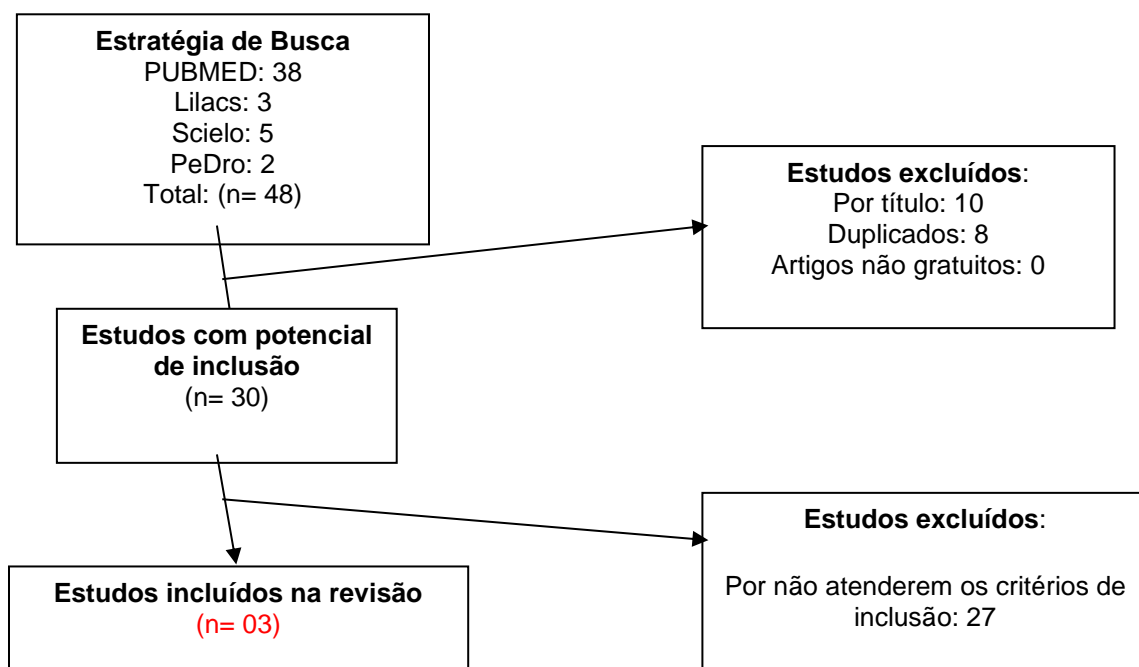 Estratégia de Busca
PUBMED: 38
Lilacs: 3
Scielo: 5
PeDro: 2
Total: (n= 48)
Estudos excluídos:
Por título: 10
Duplicados: 8
Artigos não gratuitos: 0
Estudos com potencial
de inclusão
(n= 30)
Estudos excluídos:
Por não atenderem os critérios de
inclusão: 27
Estudos incluídos na revisão
(n= 03)